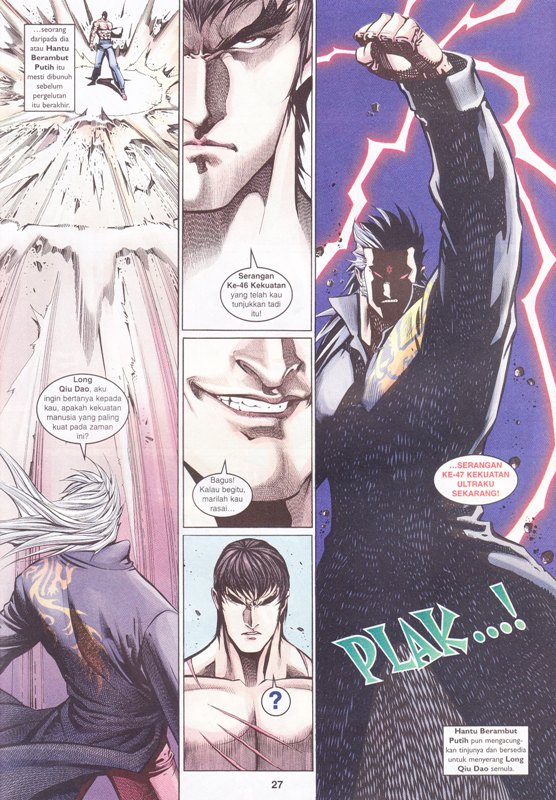 ...seorang
daripada dia
atau Hantu
Berambut
Putih itu
mesti dibunuh
sebelum
pergelutan
itu berakhir.
Long
Qiu Dao, aku
ingin bertanya kepada
kau, apakah kekuatan
manusia yang paling
kuat pada zaman
ini?
Serangan
Ke-46 Kekuatan
yang telah kau
tunjukkan tadi
itu!
Bagus!
Kalau begitu,
marilah kau
rasai...
?
...SERANGAN
KE-47 KEKUATAN
ULTRAKU
SEKARANG!
PLAK...!
Hantu Berambut
Putih pun mengacung-
kan tinjunya dan bersedia
untuk menyerang Long
Qiu Dao semula.
27